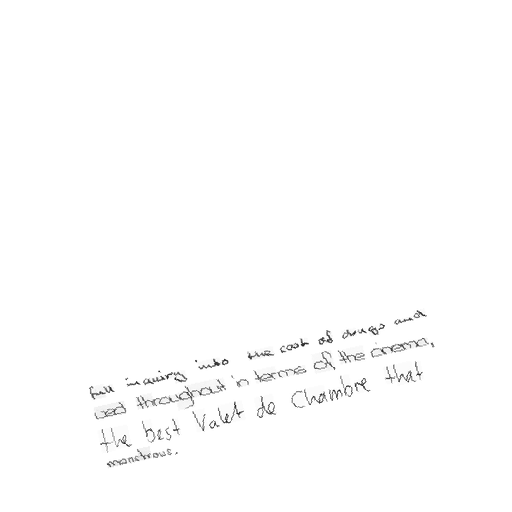 full inquiry into the cost of drugs and
used throughout in terms of the cinema,
the best Valet de Chambre that
monstrous.